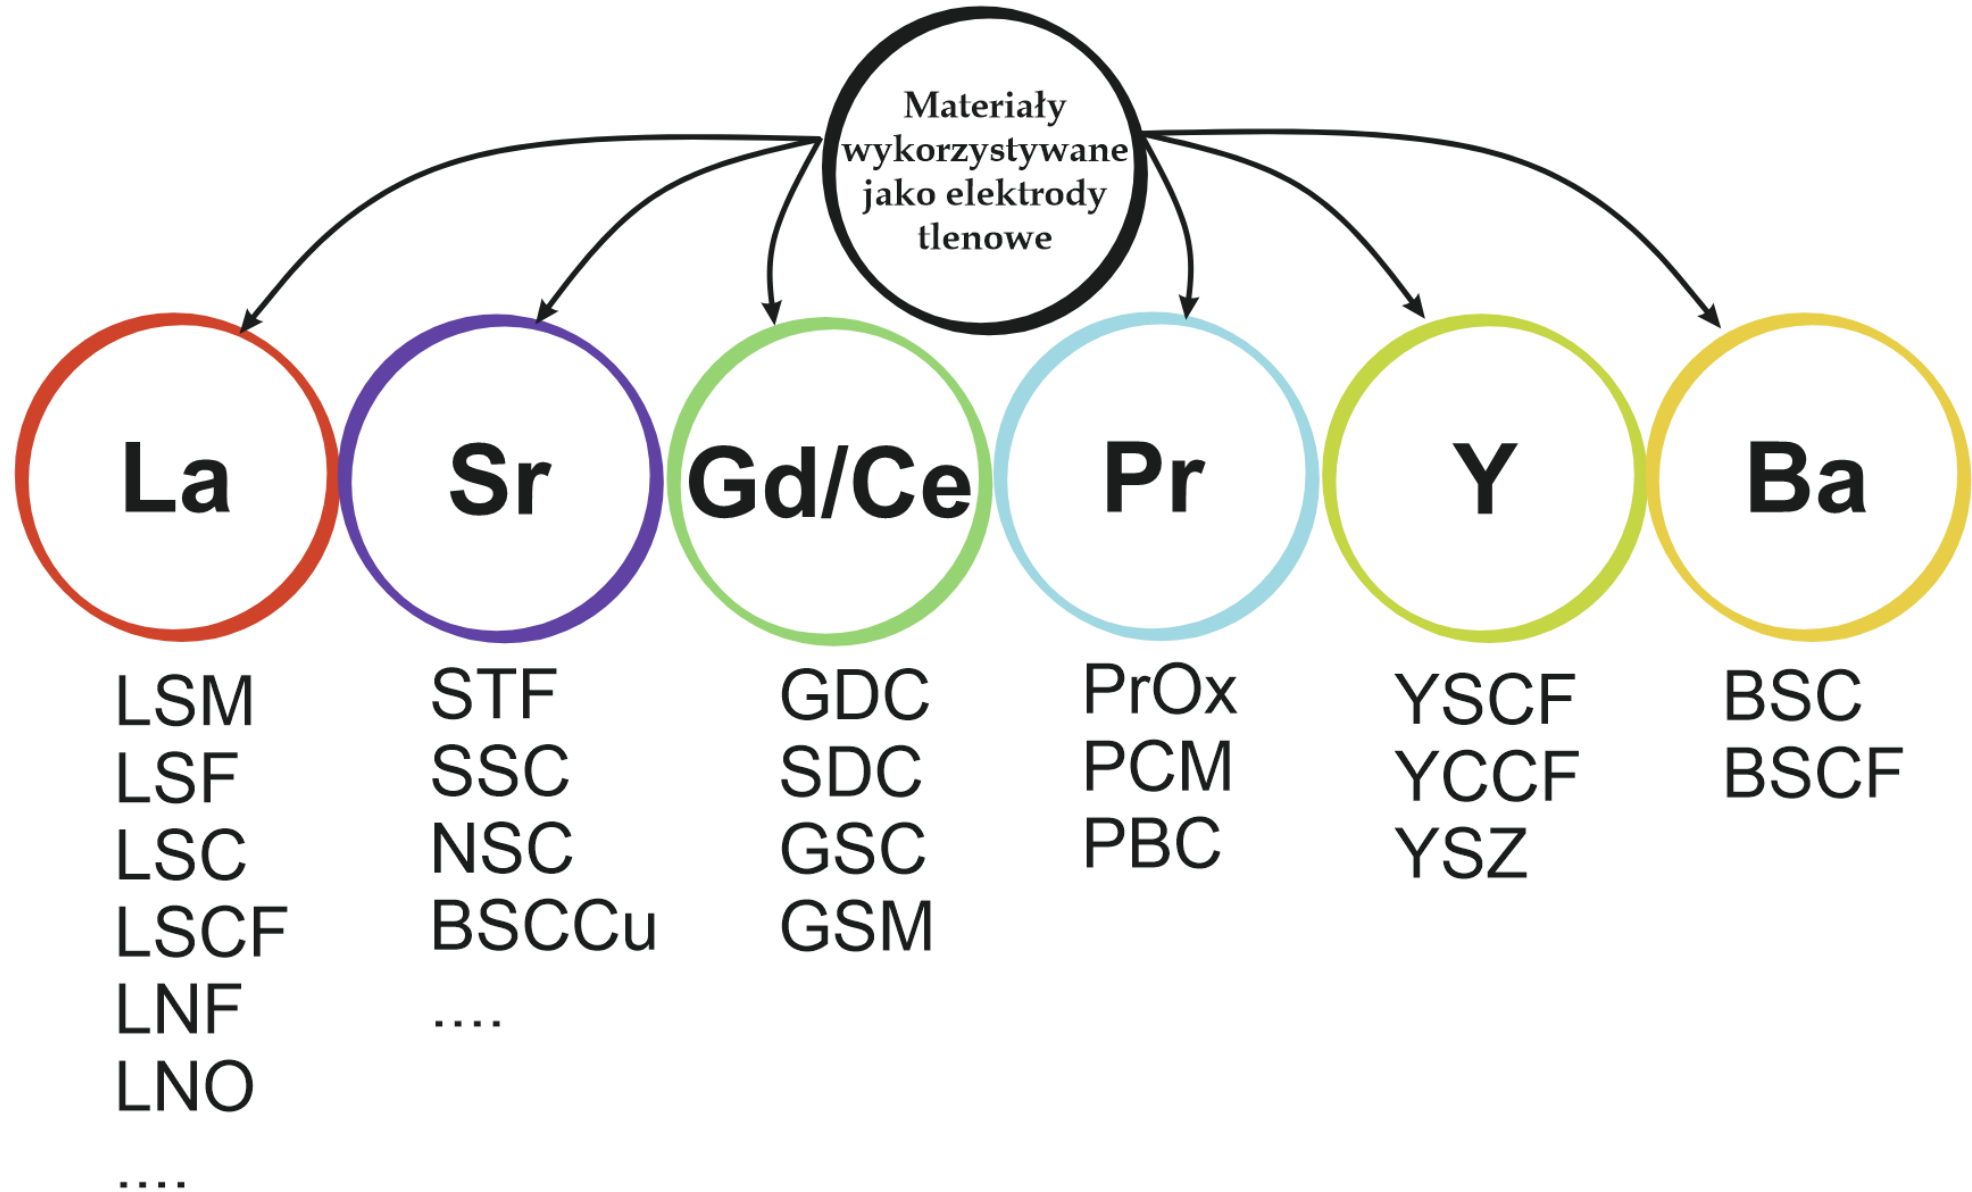 Materiały
wykorzystywane
jako elektrody
tlenowe
La
Sr
Gd/Ce
Pr
Y
Ba
LSM
LSF
LSC
LSCF
LNF
LNO
....
STF
SSC
NSC
BSCCu
....
GDC
SDC
GSC
GSM
PrOx
PCM
PBC
YSCF
YCCF
YSZ
BSC
BSCF